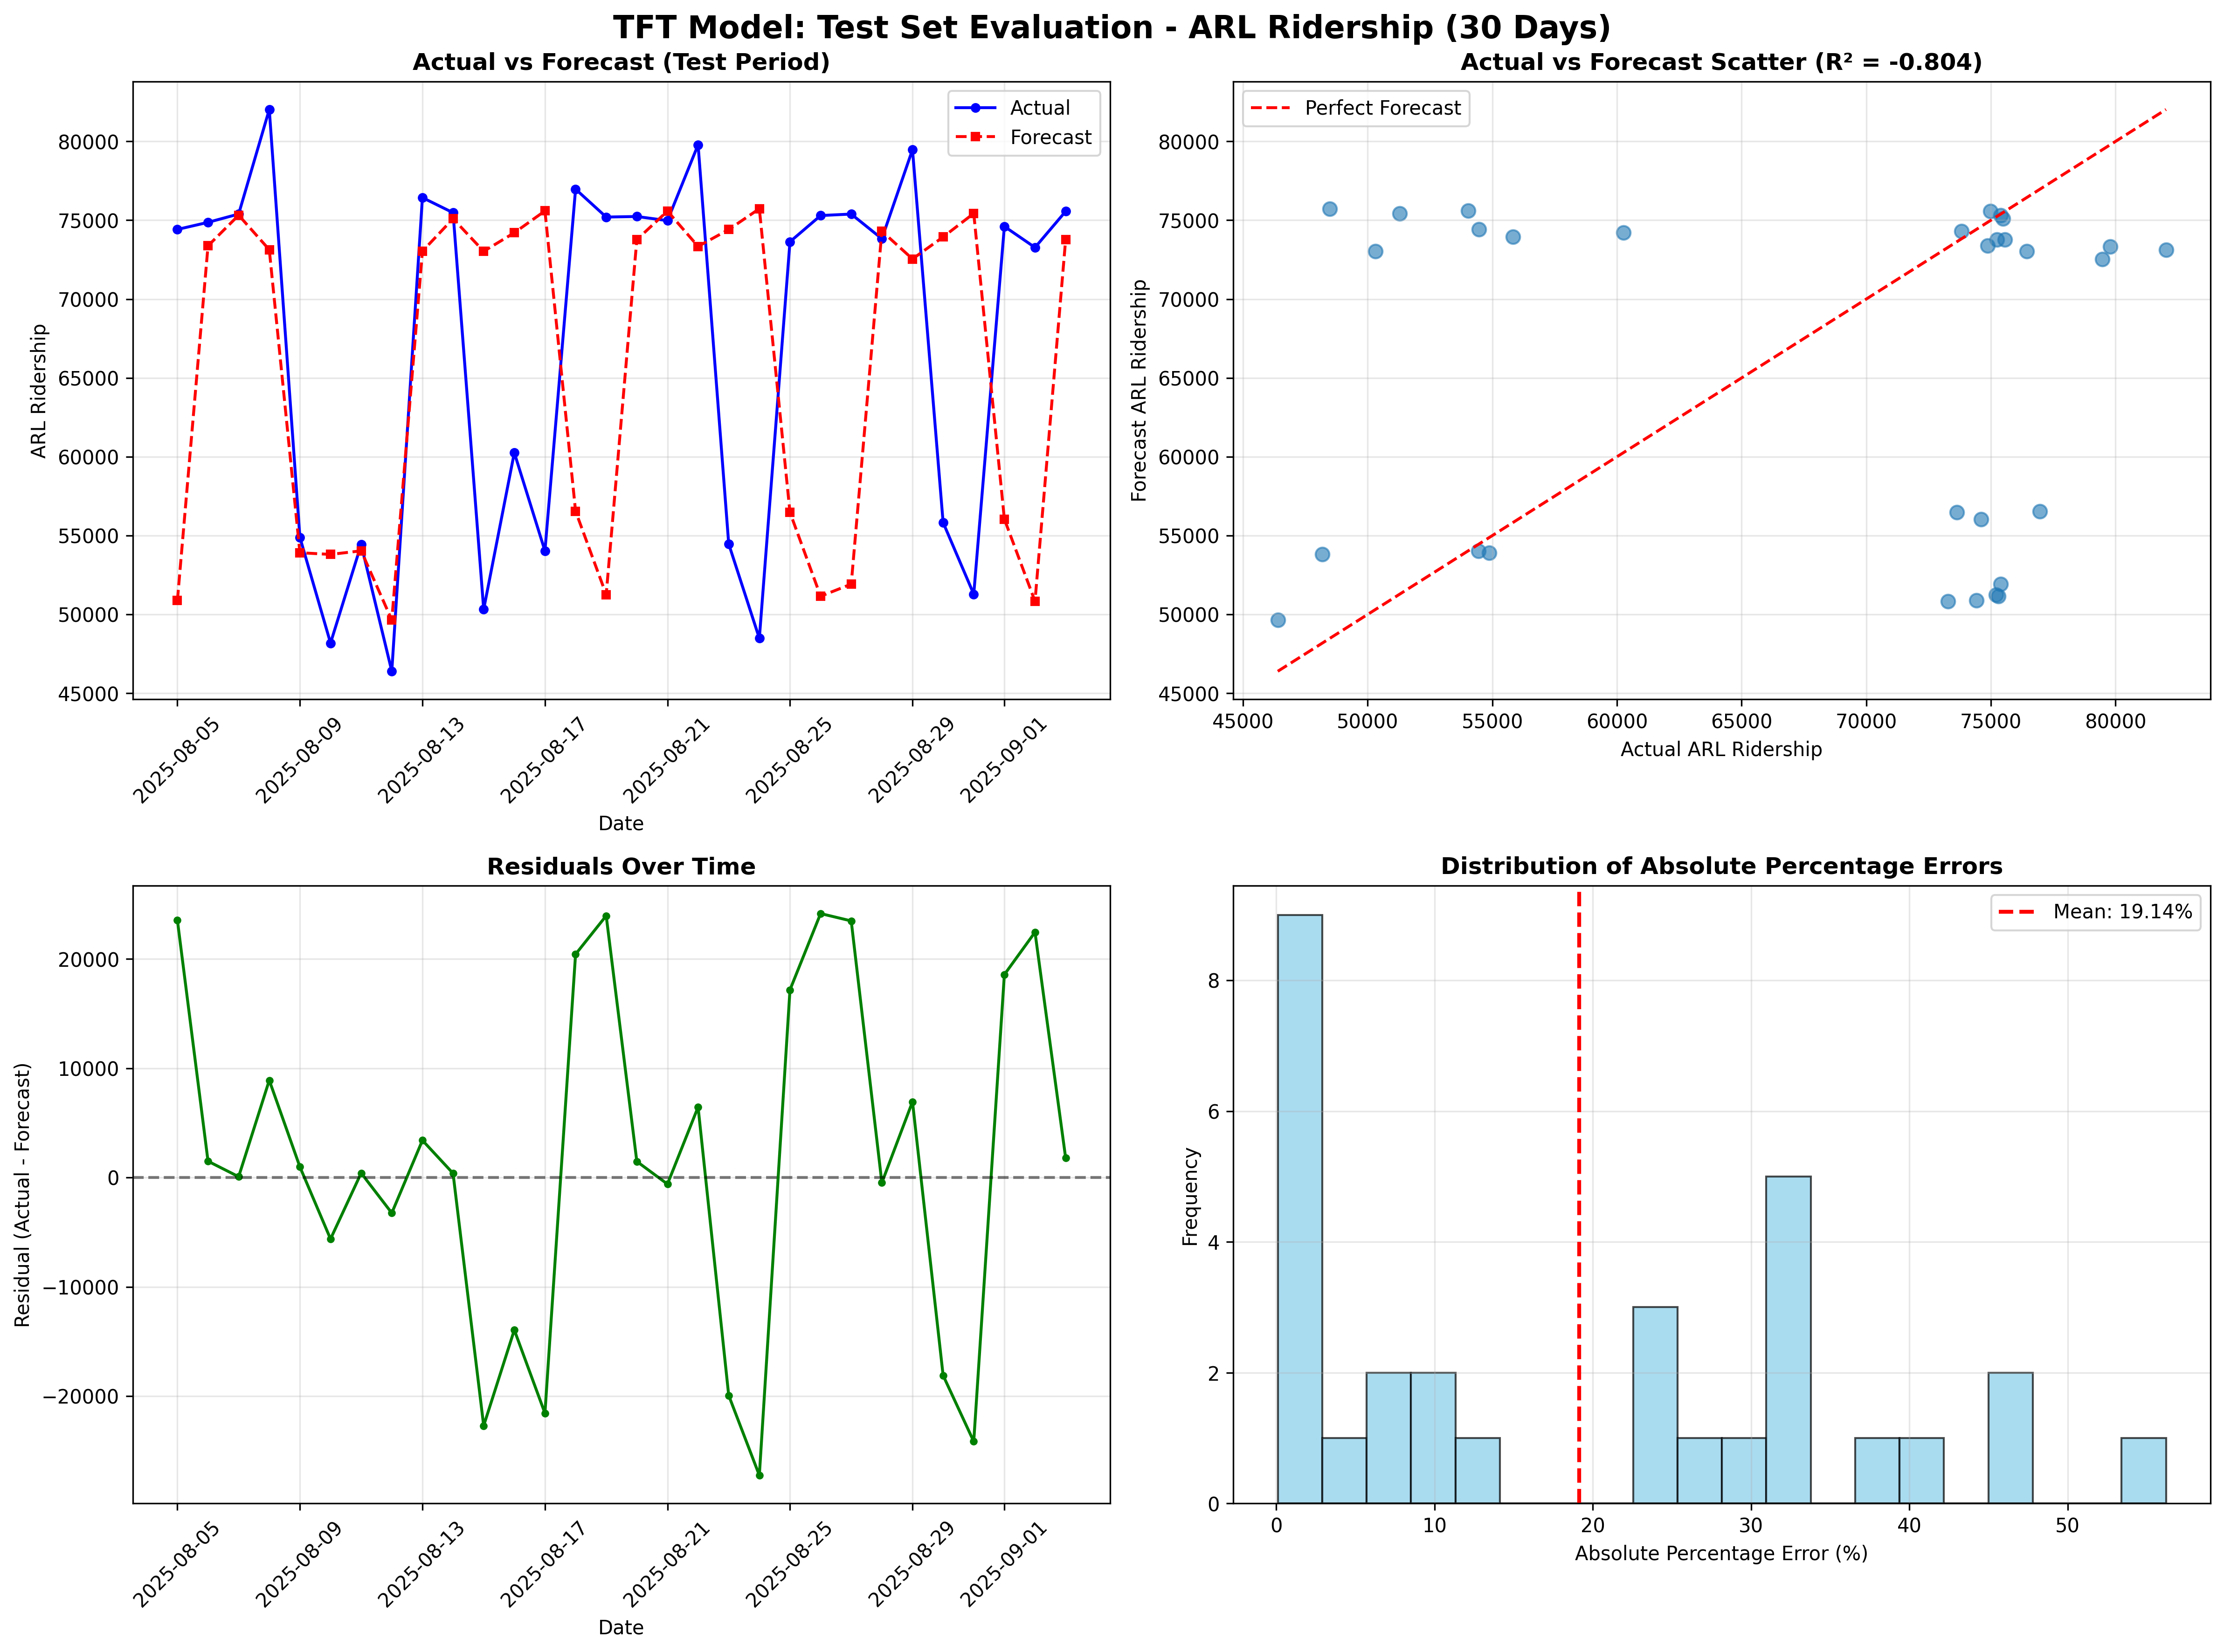 TFT Model: Test Set Evaluation - ARL Ridership (30 Days)
Actual vs Forecast (Test Period)
Actual
Forecast
ARL Ridership
80000
75000
70000
65000
60000
55000
50000
45000
2025-08-05
2025-08-09
2025-08-13
2025-08-17
2025-08-21
2025-08-25
2025-08-29
2025-09-01
Date
Actual vs Forecast Scatter (R² = -0.804)
Perfect Forecast
Forecast ARL Ridership
80000
75000
70000
65000
60000
55000
50000
45000
45000 50000 55000 60000 65000 70000 75000 80000
Actual ARL Ridership
Residuals Over Time
Residual (Actual - Forecast)
20000
10000
0
−10000
−20000
2025-08-05
2025-08-09
2025-08-13
2025-08-17
2025-08-21
2025-08-25
2025-08-29
2025-09-01
Date
Distribution of Absolute Percentage Errors
Mean: 19.14%
Frequency
8
6
4
2
0
0 10 20 30 40 50
Absolute Percentage Error (%)